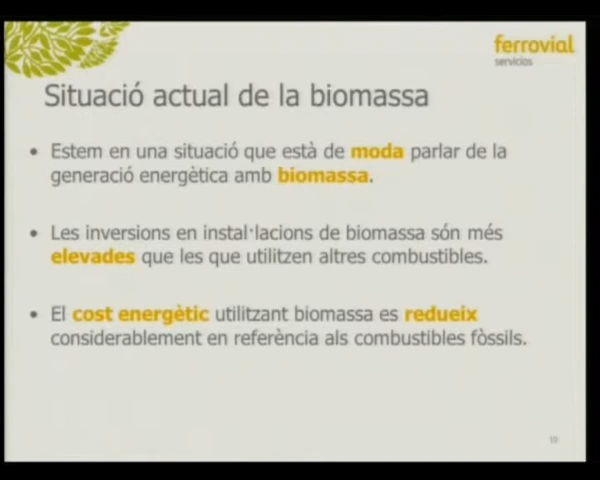 ferrovial
servicios
Situació actual de la biomassa
• Estem en una situació que està de moda parlar de la
generació energètica amb biomassa.
• Les inversions en instal·lacions de biomassa són més
elevades que les que utilitzen altres combustibles.
• El cost energètic utilitzant biomassa es redueix
considerablement en referència als combustibles fòssils.